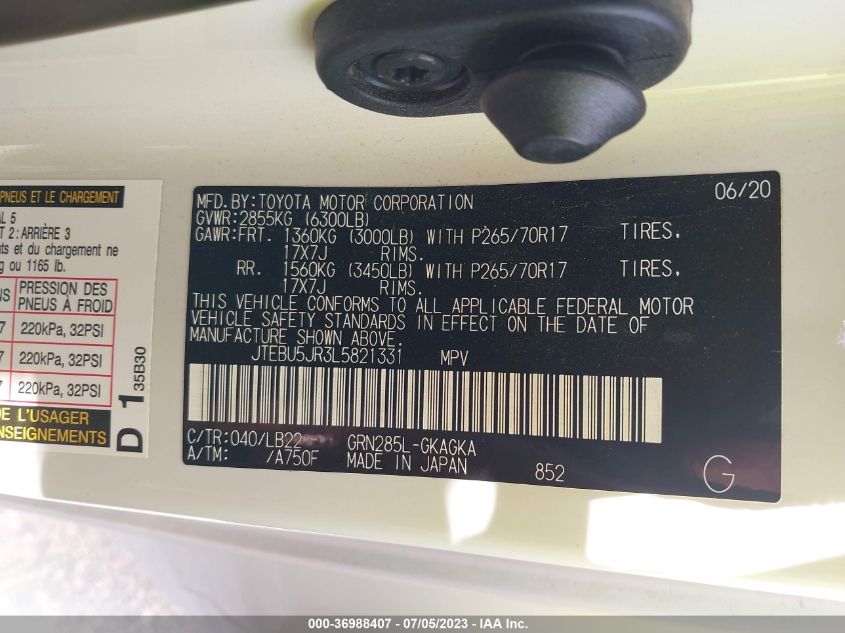 PNEUS ET LE CHARGEMENT
5
2: ARRIÈRE 3
et du chargement ne
ou 1165 lb.
PRESSION DES
PNEUS À FROID
220kPa, 32PSI
220kPa, 32PSI
220kPa, 32PSI
L'USAGER
D 1 35B30
06/20
MFD.BY:TOYOTA MOTOR CORPORATION
GVWR:2855KG (6300LB)
GAWR:FRT. 1360KG (3000LB) WITH P265/70R17 TIRES.
17X7J RIMS.
RR. 1560KG (3450LB) WITH P265/70R17 TIRES.
17X7J RIMS.
THIS VEHICLE CONFORMS TO ALL APPLICABLE FEDERAL MOTOR
VEHICLE SAFETY STANDARDS IN EFFECT ON THE DATE OF
MANUFACTURE SHOWN ABOVE.
JTEBU5JR3L5821331 MPV
C/TR:040/LB22 GRN285L-GKAGKA
A/TM: /A750F MADE IN JAPAN 852
G
000-36988407 / 07/05/2023 - © IAA Inc.